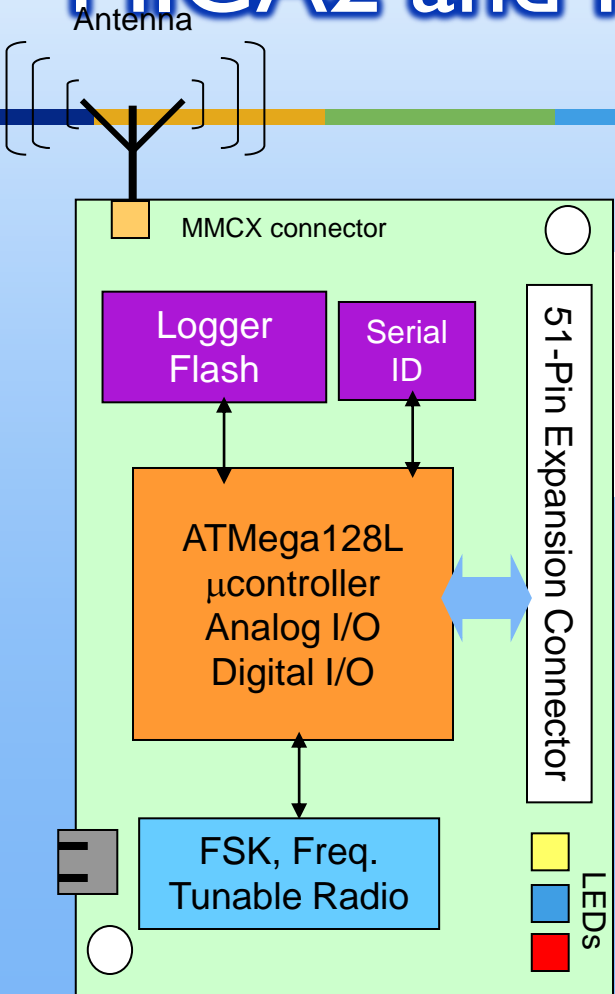 Antenna
MMCX connector
Logger
Flash
Serial
ID
51-Pin Expansion Connector
ATMega128L
μcontroller
Analog I/O
Digital I/O
FSK, Freq.
Tunable Radio
LEDs